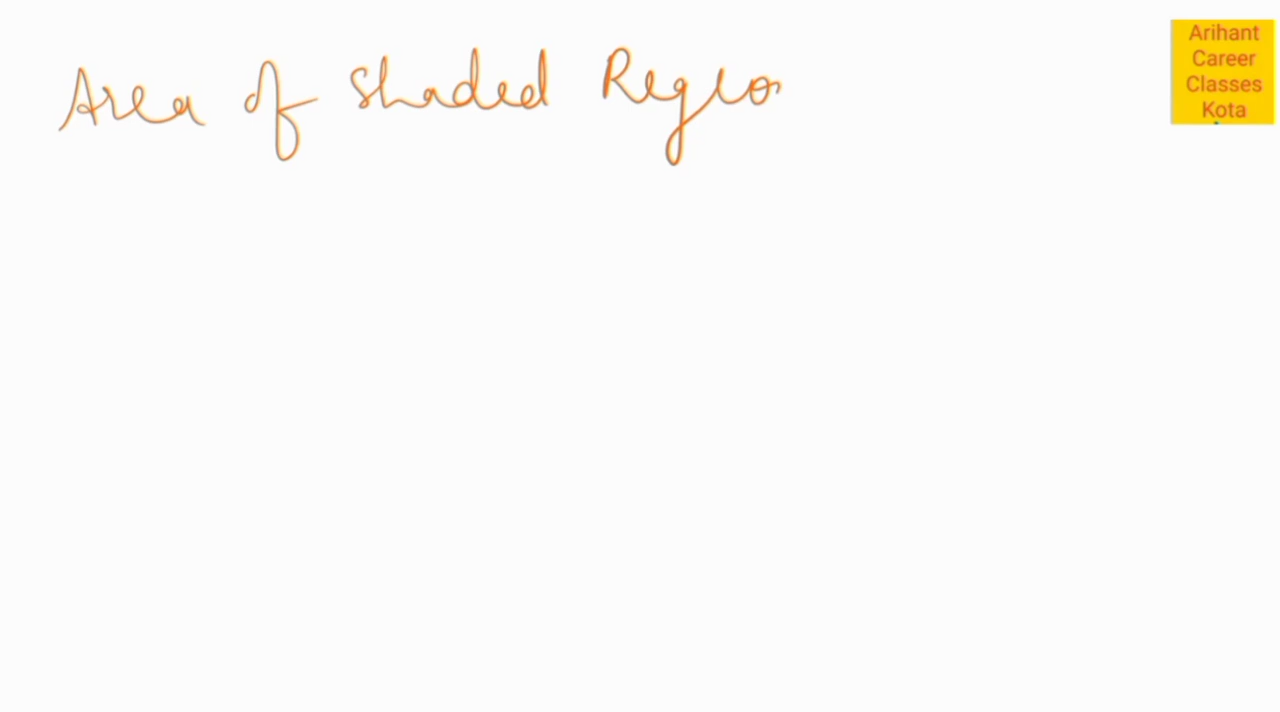 Area of Shaded Regio
Arihant
Career
Classes
Kota